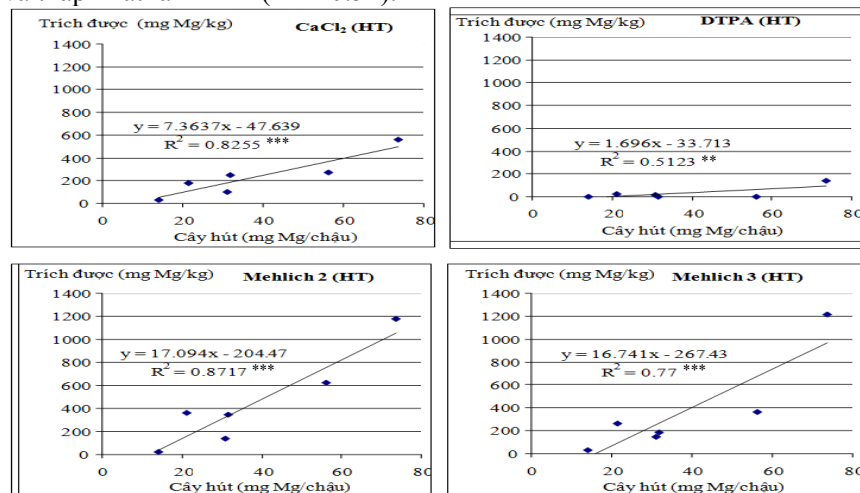 Trích được (mg Mg/kg) CaCl₂ (HT)
1400
1200
1000
800
600
400
200
0
y = 7.3637x - 47.639
R² = 0.8255 ***
0 20 40 60 80
Cây hút (mg Mg/chậu)
DTPA (HT)
1400
1200
1000
800
600
400
200
0
y = 1.696x - 33.713
R² = 0.5123 **
0 20 40 60 80
Cây hút (mg Mg/chậu)
Trích được (mg Mg/kg) Mehlich 2 (HT)
1400
1200
1000
800
600
400
200
0
y = 17.094x - 204.47
R² = 0.8717 ***
0 20 40 60 80
Cây hút (mg Mg/chậu)
Trích được (mg Mg/kg) Mehlich 3 (HT)
1400
1200
1000
800
600
400
200
0
y = 16.741x - 267.43
R² = 0.77 ***
0 20 40 60 80
Cây hút (mg Mg/chậu)